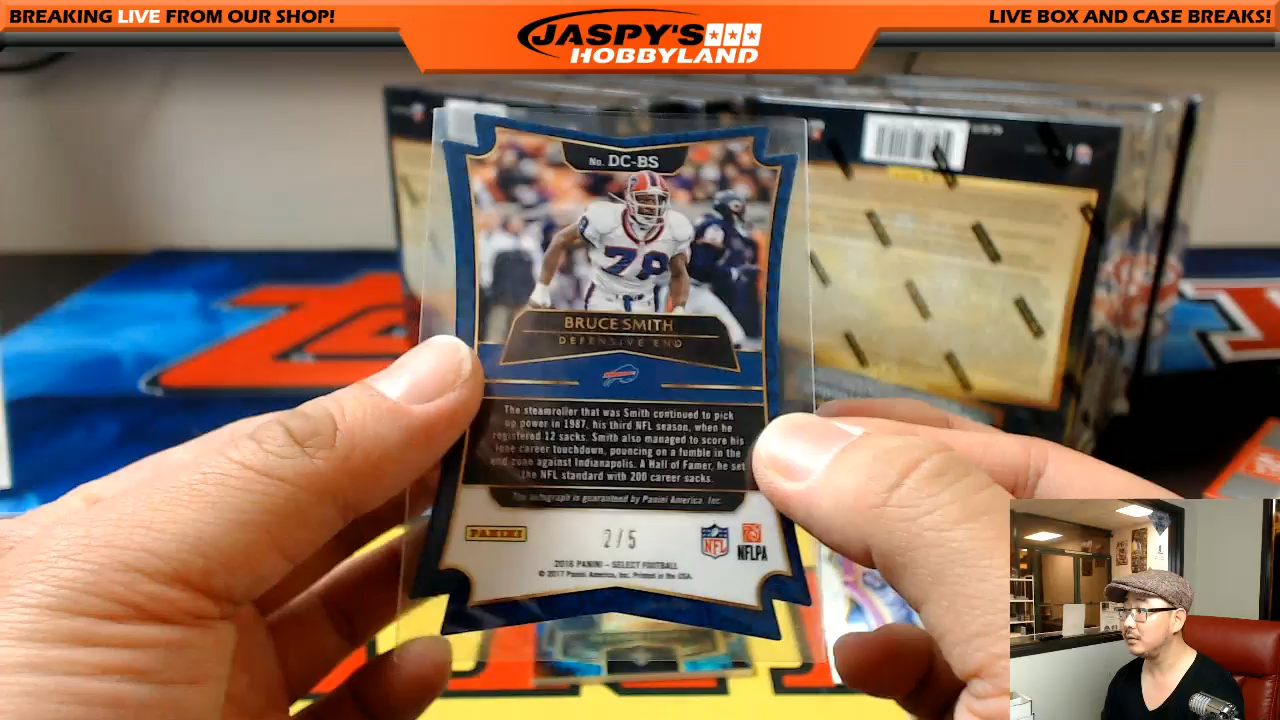 BREAKING LIVE FROM OUR SHOP!
JASPY'S
HOBBYLAND
LIVE BOX AND CASE BREAKS!
No. DC-BS
78
BRUCE SMITH
DEFENSIVE END
The steamroller that was Smith continued to pick
up power in 1987, his third NFL season, when he
registered 12 sacks. Smith also managed to score his
lone career touchdown, pouncing on a fumble in the
end zone against Indianapolis. A Hall of Famer, he set
the NFL standard with 200 career sacks.
The autograph is guaranteed by Panini America, Inc.
PANINI
2/5
NFL
NFLPA
2016 PANINI - SELECT FOOTBALL
© 2017 Panini America, Inc. Printed in the USA.